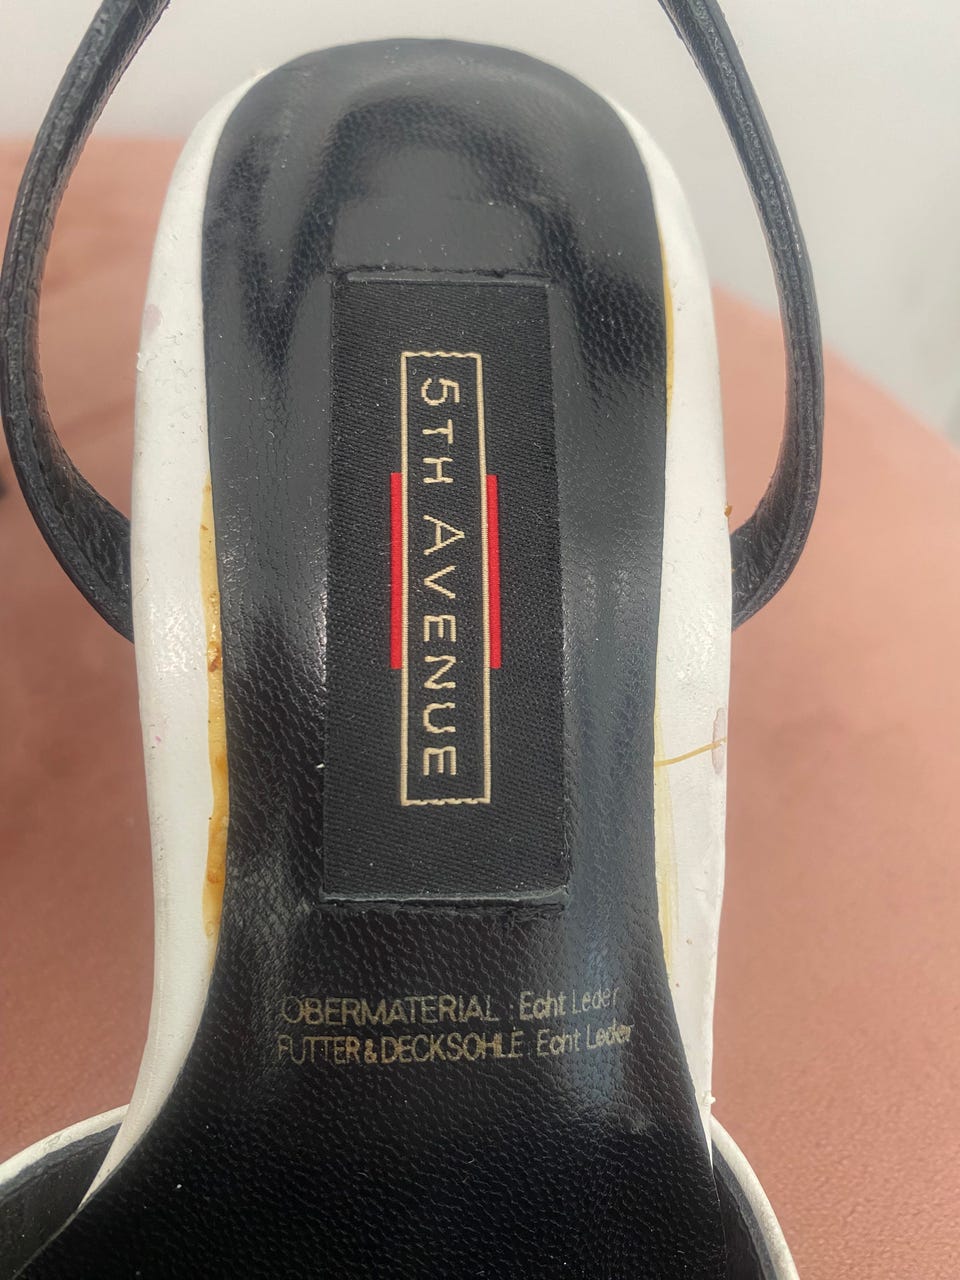 5TH AVENUE
OBERMATERIAL : Echt Leder
FUTTER & DECKSOHLE : Echt Leder